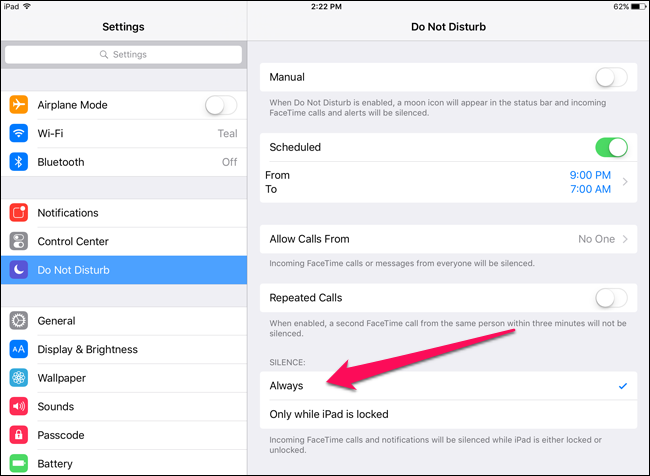 iPad
2:22 PM
62%
Settings
Settings
Airplane Mode
Wi-Fi
Teal
Bluetooth
Off
Notifications
Control Center
Do Not Disturb
General
Display & Brightness
AA
Wallpaper
Sounds
Passcode
Battery
Do Not Disturb
Manual
When Do Not Disturb is enabled, a moon icon will appear in the status bar and incoming
FaceTime calls and alerts will be silenced.
Scheduled
From
9:00 PM
To
7:00 AM
Allow Calls From
No One
Incoming FaceTime calls or messages from everyone will be silenced.
Repeated Calls
When enabled, a second FaceTime call from the same person within three minutes will not be
silenced.
SILENCE:
Always
Only while iPad is locked
Incoming FaceTime calls and notifications will be silenced while iPad is either locked or
unlocked.